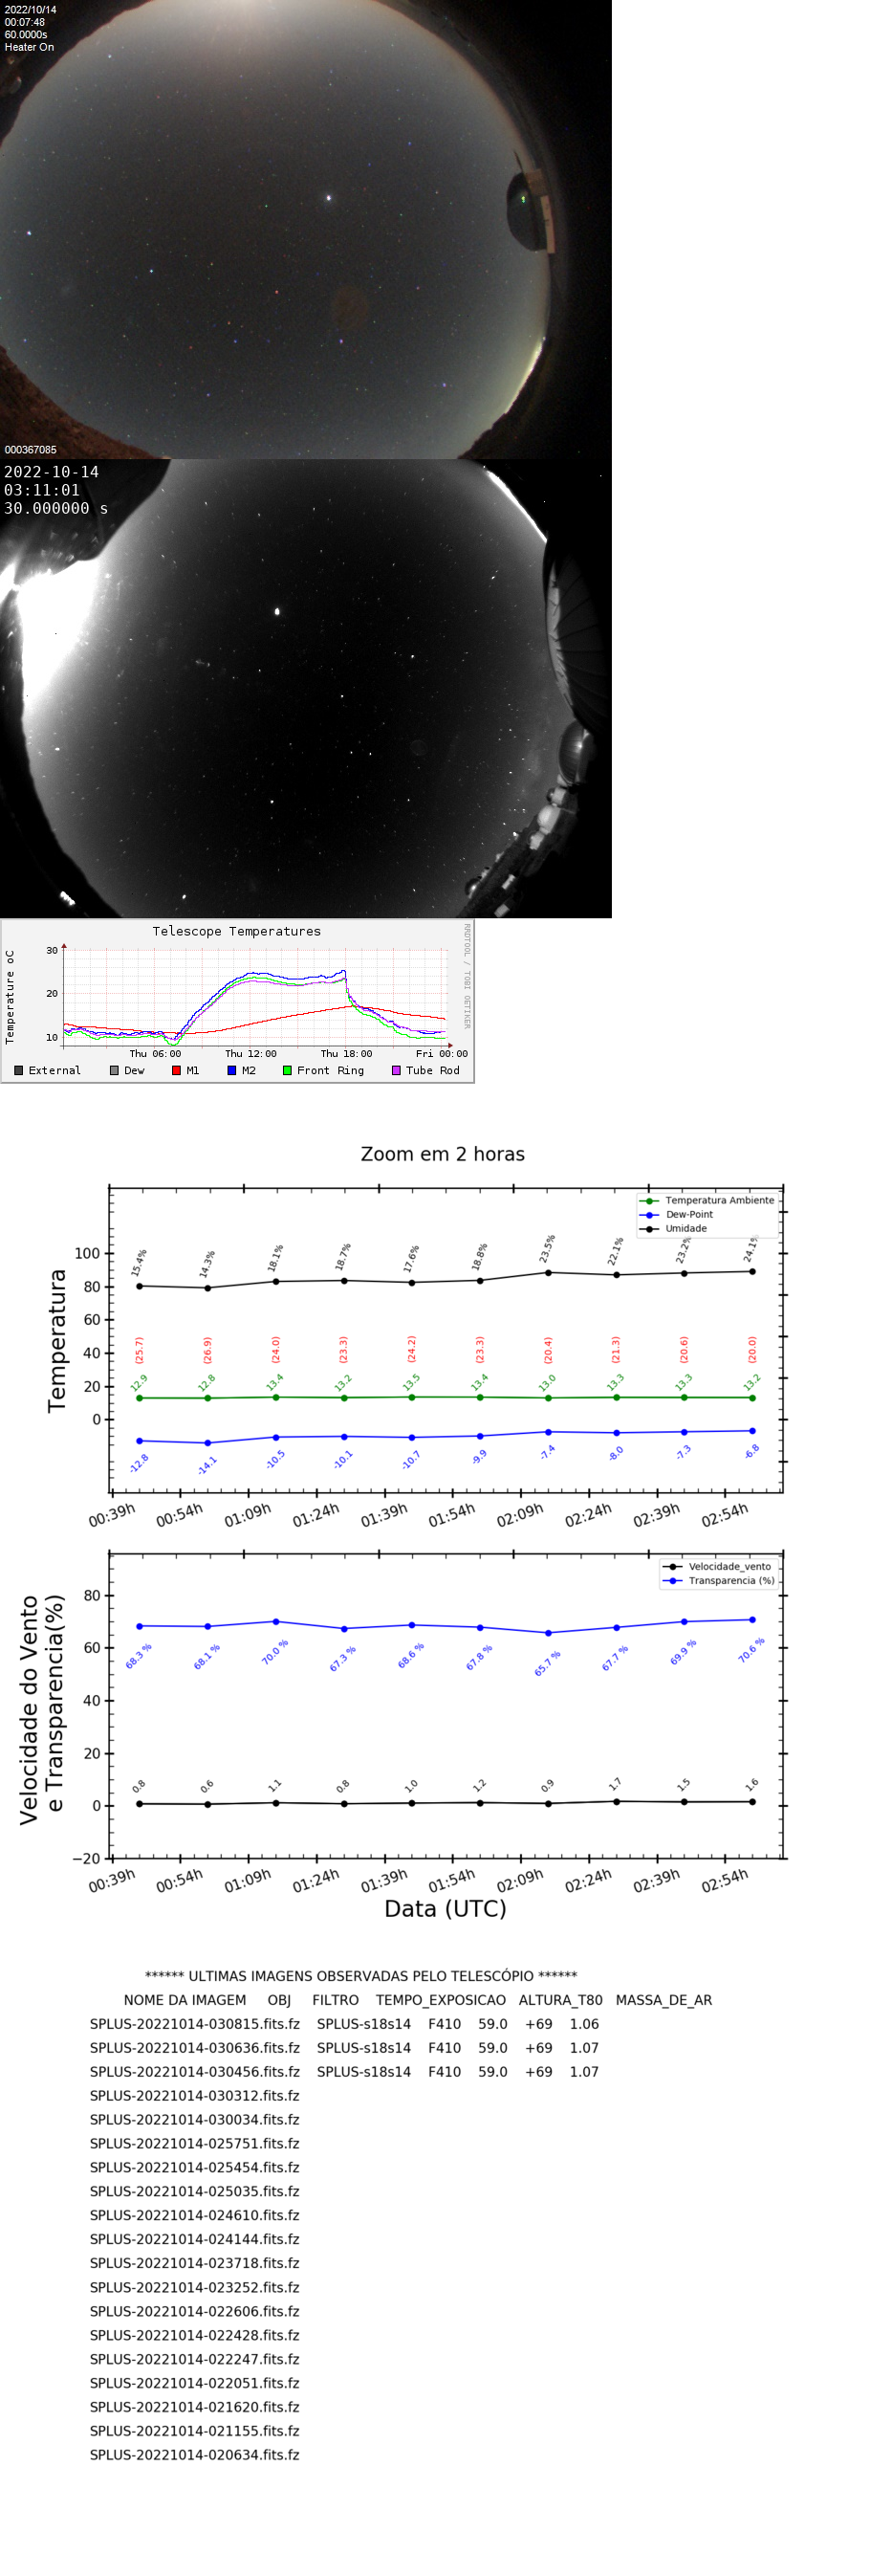 2022/10/14
00:07:48
60.0000s
Heater On
000367085
2022-10-14
03:11:01
30.000000 s
Telescope Temperatures
RRDTOOL / TOBI OETIKER
Temperature oC
30
20
10
Thu 06:00 Thu 12:00 Thu 18:00 Fri 00:00
External Dew M1 M2 Front Ring Tube Rod
Zoom em 2 horas
Temperatura Ambiente
Dew-Point
Umidade
Temperatura
100
80
60
40
20
0
15.4% 14.3% 18.1% 18.7% 17.6% 18.8% 23.5% 22.1% 23.2% 24.1%
(25.7) (26.9) (24.0) (23.3) (24.2) (23.3) (20.4) (21.3) (20.6) (20.0)
12.9 12.8 13.4 13.2 13.5 13.4 13.0 13.3 13.3 13.2
-12.8 -14.1 -10.5 -10.1 -10.7 -9.9 -7.4 -8.0 -7.3 -6.8
00:39h 00:54h 01:09h 01:24h 01:39h 01:54h 02:09h 02:24h 02:39h 02:54h
Velocidade_vento
Transparencia (%)
Velocidade do Vento
e Transparencia(%)
80
60
40
20
0
−20
68.3 % 68.1 % 70.0 % 67.3 % 68.6 % 67.8 % 65.7 % 67.7 % 69.9 % 70.6 %
0.8 0.6 1.1 0.8 1.0 1.2 0.9 1.7 1.5 1.6
00:39h 00:54h 01:09h 01:24h 01:39h 01:54h 02:09h 02:24h 02:39h 02:54h
Data (UTC)
****** ULTIMAS IMAGENS OBSERVADAS PELO TELESCÓPIO ******
NOME DA IMAGEM OBJ FILTRO TEMPO_EXPOSICAO ALTURA_T80 MASSA_DE_AR
SPLUS-20221014-030815.fits.fz SPLUS-s18s14 F410 59.0 +69 1.06
SPLUS-20221014-030636.fits.fz SPLUS-s18s14 F410 59.0 +69 1.07
SPLUS-20221014-030456.fits.fz SPLUS-s18s14 F410 59.0 +69 1.07
SPLUS-20221014-030312.fits.fz
SPLUS-20221014-030034.fits.fz
SPLUS-20221014-025751.fits.fz
SPLUS-20221014-025454.fits.fz
SPLUS-20221014-025035.fits.fz
SPLUS-20221014-024610.fits.fz
SPLUS-20221014-024144.fits.fz
SPLUS-20221014-023718.fits.fz
SPLUS-20221014-023252.fits.fz
SPLUS-20221014-022606.fits.fz
SPLUS-20221014-022428.fits.fz
SPLUS-20221014-022247.fits.fz
SPLUS-20221014-022051.fits.fz
SPLUS-20221014-021620.fits.fz
SPLUS-20221014-021155.fits.fz
SPLUS-20221014-020634.fits.fz